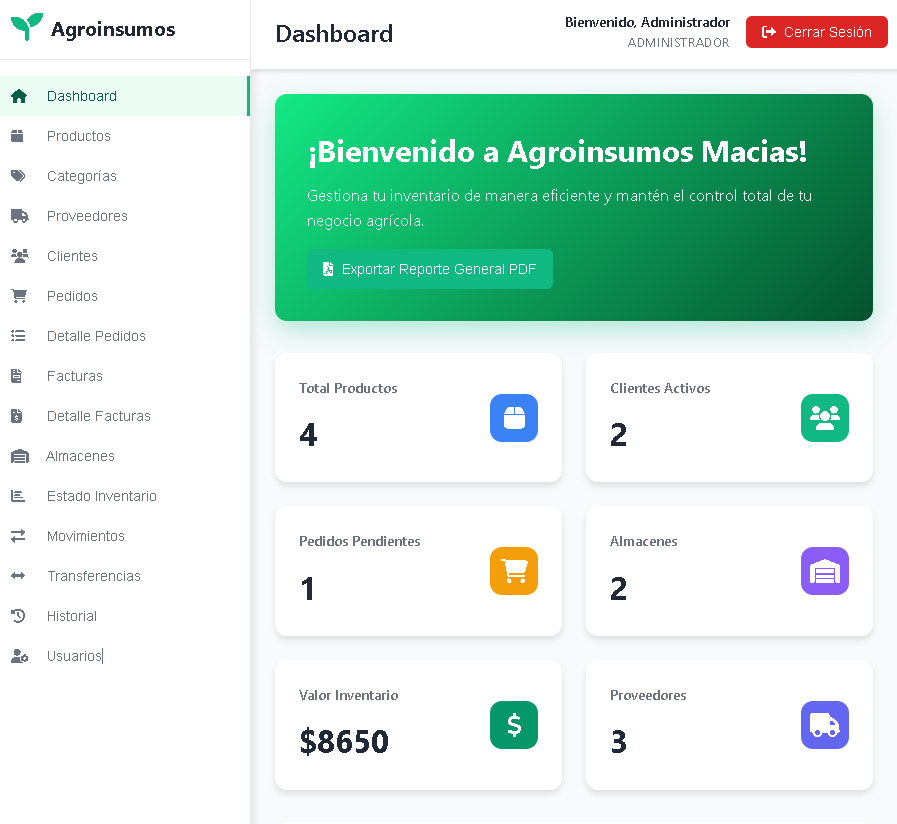 Agroinsumos
Dashboard
Productos
Categorías
Proveedores
Clientes
Pedidos
Detalle Pedidos
Facturas
Detalle Facturas
Almacenes
Estado Inventario
Movimientos
Transferencias
Historial
Usuarios
Dashboard
Bienvenido, Administrador
ADMINISTRADOR
Cerrar Sesión
¡Bienvenido a Agroinsumos Macias!
Gestiona tu inventario de manera eficiente y mantén el control total de tu
negocio agrícola.
Exportar Reporte General PDF
Total Productos
4
Clientes Activos
2
Pedidos Pendientes
1
Almacenes
2
Valor Inventario
$8650
Proveedores
3